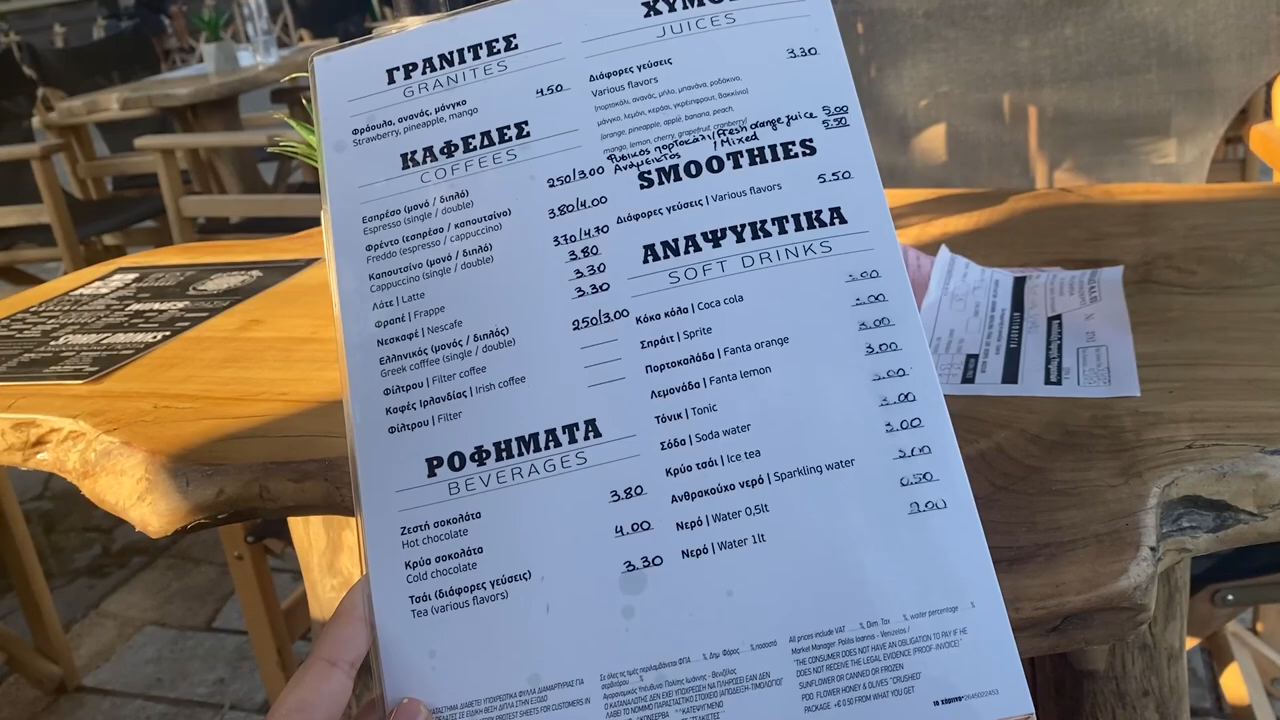 ΓΡΑΝΙΤΕΣ
GRANITES
Φράουλα, ανανάς, μάνγκο 4.50
Strawberry, pineapple, mango
ΚΑΦΕΔΕΣ
COFFEES
Εσπρέσο (μονό / διπλό) 2.50/3.00
Espresso (single / double)
Φρέντο (εσπρέσο / καπουτσίνο) 3.80/4.00
Freddo (espresso / cappuccino)
Καπουτσίνο (μονό / διπλό) 3.70/4.70
Cappuccino (single / double)
Λάτε | Latte 3.80
Φραπέ | Frappe 3.30
Νεσκαφέ | Nescafe 3.30
Ελληνικός (μονός / διπλός) 2.50/3.00
Greek coffee (single / double)
Φίλτρου | Filter coffee
Καφές Ιρλανδίας | Irish coffee
Φίλτρου | Filter
ΡΟΦΗΜΑΤΑ
BEVERAGES
Ζεστή σοκολάτα 3.80
Hot chocolate
Κρύα σοκολάτα 4.00
Cold chocolate
Τσάι (διάφορες γεύσεις) 3.30
Tea (various flavors)
JUICES
Διάφορες γεύσεις 3.30
Various flavors
(πορτοκάλι, ανανάς, μήλο, μπανάνα, ροδάκινο,
μάνγκο, λεμόνι, κεράσι, γκρέιπφρουτ, βακκίνιο)
(orange, pineapple, apple, banana, peach,
mango, lemon, cherry, grapefruit, cranberry)
Φυσικός πορτοκάλι/Fresh orange juice 5.00
Ανάμεικτος / Mixed 5.50
SMOOTHIES
Διάφορες γεύσεις | Various flavors 5.50
ΑΝΑΨΥΚΤΙΚΑ
SOFT DRINKS
Κόκα κόλα | Coca cola 3.00
Σπράιτ | Sprite 3.00
Πορτοκαλάδα | Fanta orange 3.00
Λεμονάδα | Fanta lemon 3.00
Τόνικ | Tonic 3.00
Σόδα | Soda water 3.00
Κρύο τσάι | Ice tea 3.00
Ανθρακούχο νερό | Sparkling water 3.00
Νερό | Water 0,5lt 0.50
Νερό | Water 1lt
All prices include VAT ......%, Dim. Tax ......%, waiter percentage ......%
Market Manager: Politis Ioannis - Venizelos /
"THE CONSUMER DOES NOT HAVE AN OBLIGATION TO PAY IF HE
DOES NOT RECEIVE THE LEGAL EVIDENCE (PROOF-INVOICE)"
SUNFLOWER OR CANNED OR FROZEN
PDO. FLOWER HONEY & OLIVES "CRUSHED"
PACKAGE: +€ 0.50 FROM WHAT YOU GET